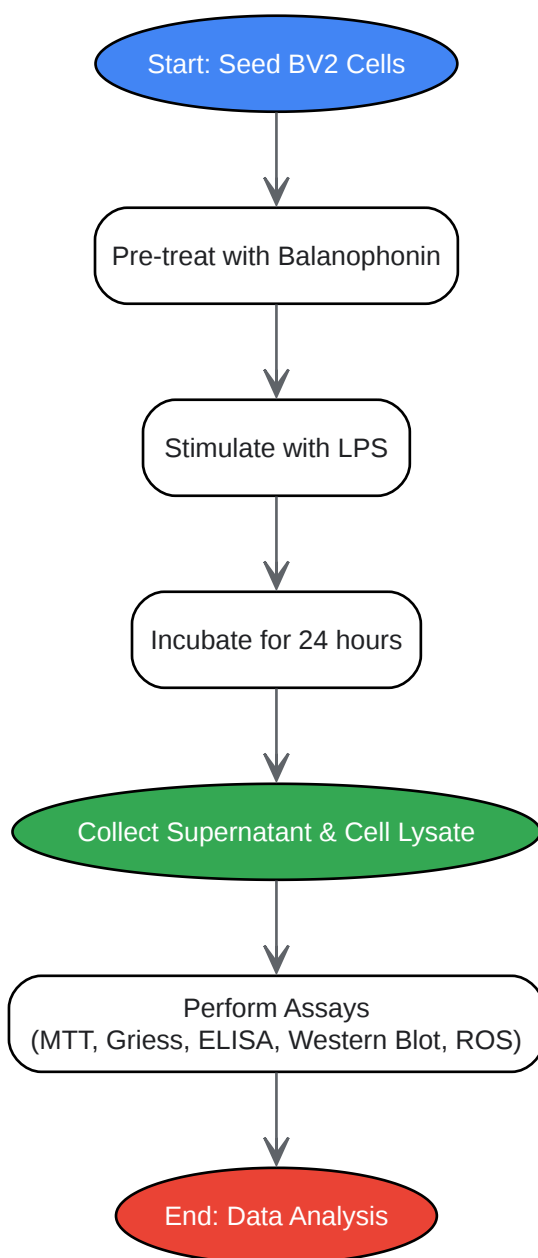 Start: Seed BV2 Cells
Pre-treat with Balanophonin
Stimulate with LPS
Incubate for 24 hours
Collect Supernatant & Cell Lysate
Perform Assays
(MTT, Griess, ELISA, Western Blot, ROS)
End: Data Analysis